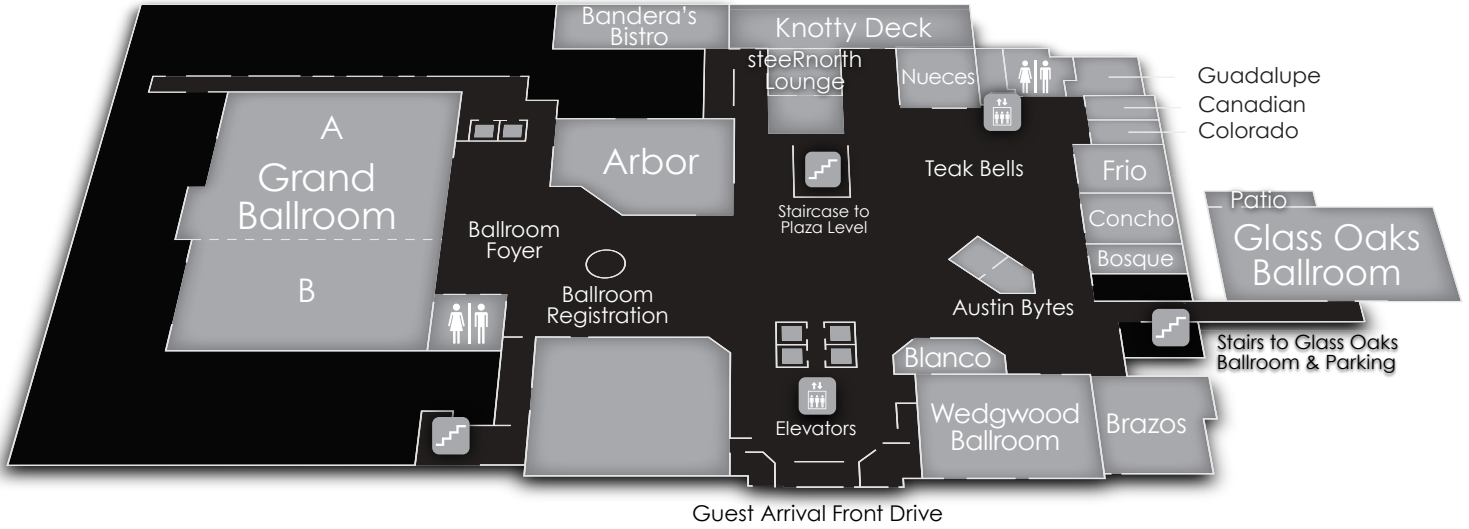 Bandera's
Bistro
Knotty Deck
steeRnorth
Lounge
Nueces
Guadalupe
Canadian
Colorado
A
Grand
Ballroom
B
Arbor
Teak Bells
Frio
Concho
Bosque
Patio
Glass Oaks
Ballroom
Staircase to
Plaza Level
Ballroom
Foyer
Ballroom
Registration
Austin Bytes
Stairs to Glass Oaks
Ballroom & Parking
Blanco
Wedgwood
Ballroom
Brazos
Elevators
Guest Arrival Front Drive